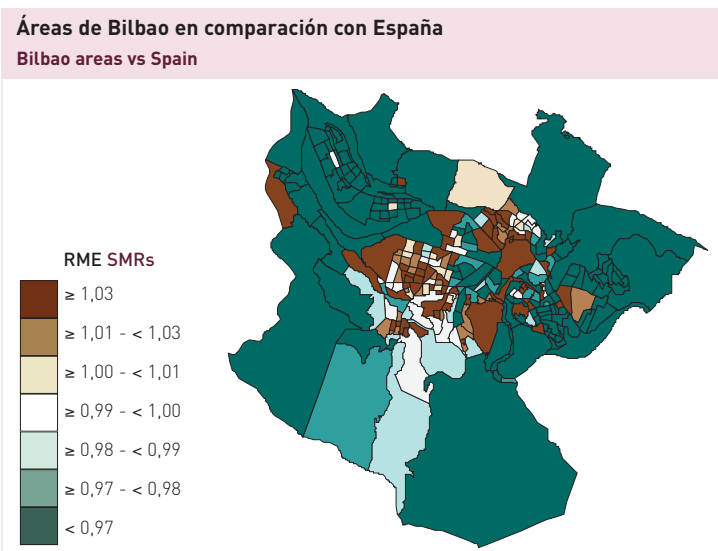 Áreas de Bilbao en comparación con España
Bilbao areas vs Spain
RME SMRs
≥ 1,03
≥ 1,01 - < 1,03
≥ 1,00 - < 1,01
≥ 0,99 - < 1,00
≥ 0,98 - < 0,99
≥ 0,97 - < 0,98
< 0,97